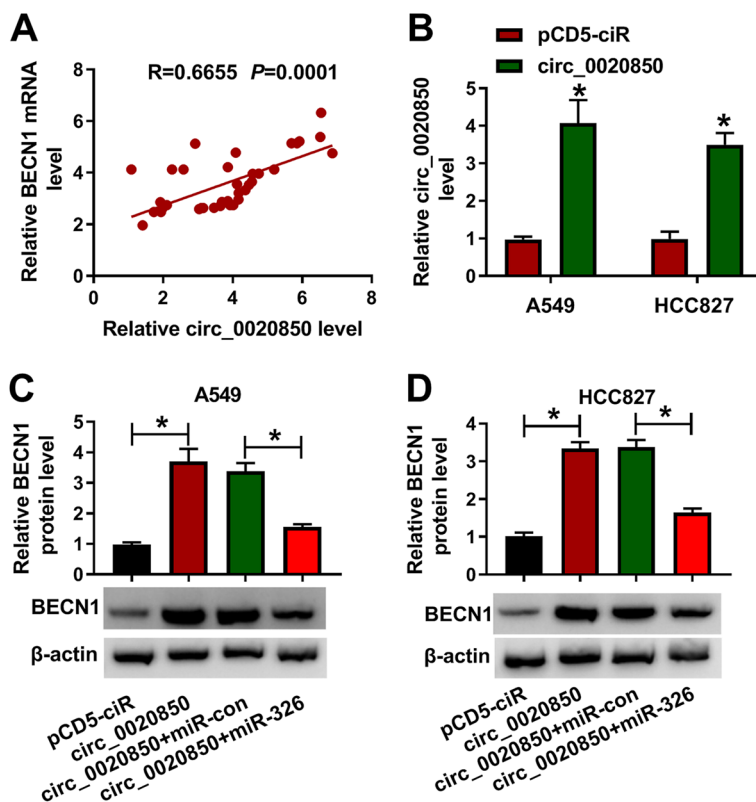 A
R=0.6655 P=0.0001
Relative BECN1 mRNA
level
8
6
4
2
0
0 2 4 6 8
Relative circ_0020850 level
B
pCD5-ciR
circ_0020850
Relative circ_0020850
level
5
4
3
2
1
0
* *
A549 HCC827
C
A549
Relative BECN1
protein level
5
4
3
2
1
0
* *
BECN1
β-actin
pCD5-ciR
circ_0020850
circ_0020850+miR-con
circ_0020850+miR-326
D
HCC827
Relative BECN1
protein level
4
3
2
1
0
* *
BECN1
β-actin
pCD5-ciR
circ_0020850
circ_0020850+miR-con
circ_0020850+miR-326